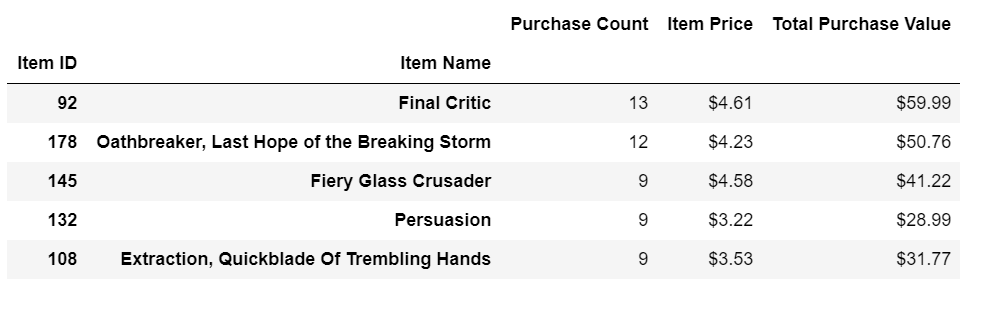 Purchase Count Item Price Total Purchase Value
Item ID Item Name
92 Final Critic 13 $4.61 $59.99
178 Oathbreaker, Last Hope of the Breaking Storm 12 $4.23 $50.76
145 Fiery Glass Crusader 9 $4.58 $41.22
132 Persuasion 9 $3.22 $28.99
108 Extraction, Quickblade Of Trembling Hands 9 $3.53 $31.77